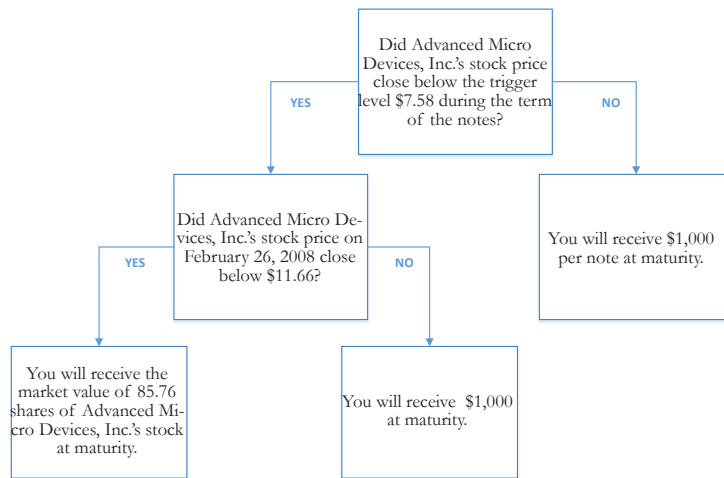 Did Advanced Micro
Devices, Inc.'s stock price
close below the trigger
level $7.58 during the term
of the notes?
YES
NO
Did Advanced Micro De-
vices, Inc.'s stock price on
February 26, 2008 close
below $11.66?
You will receive $1,000
per note at maturity.
YES
NO
You will receive the
market value of 85.76
shares of Advanced Mi-
cro Devices, Inc.'s stock
at maturity.
You will receive $1,000
at maturity.